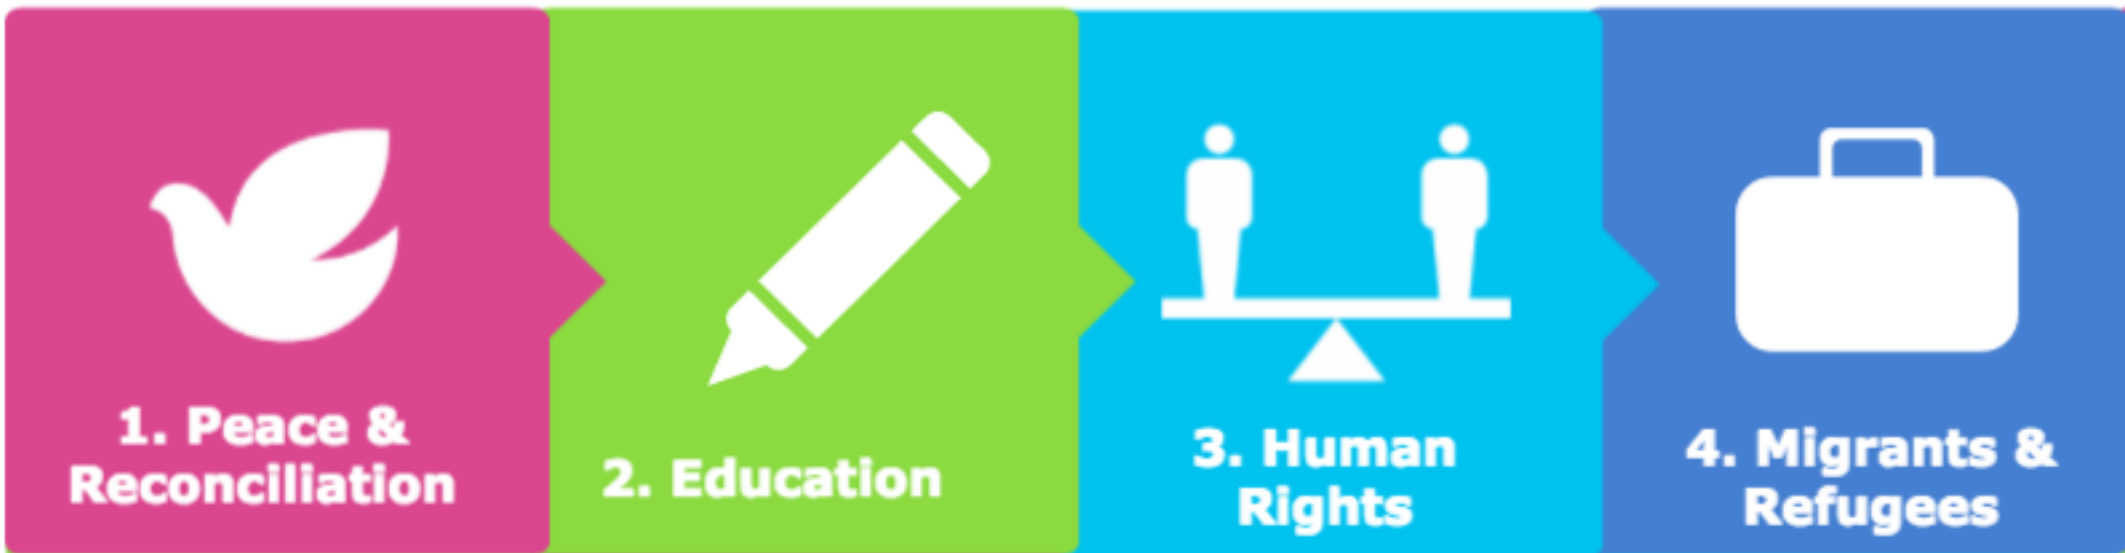 1. Peace &
Reconciliation
2. Education
3. Human
Rights
4. Migrants &
Refugees